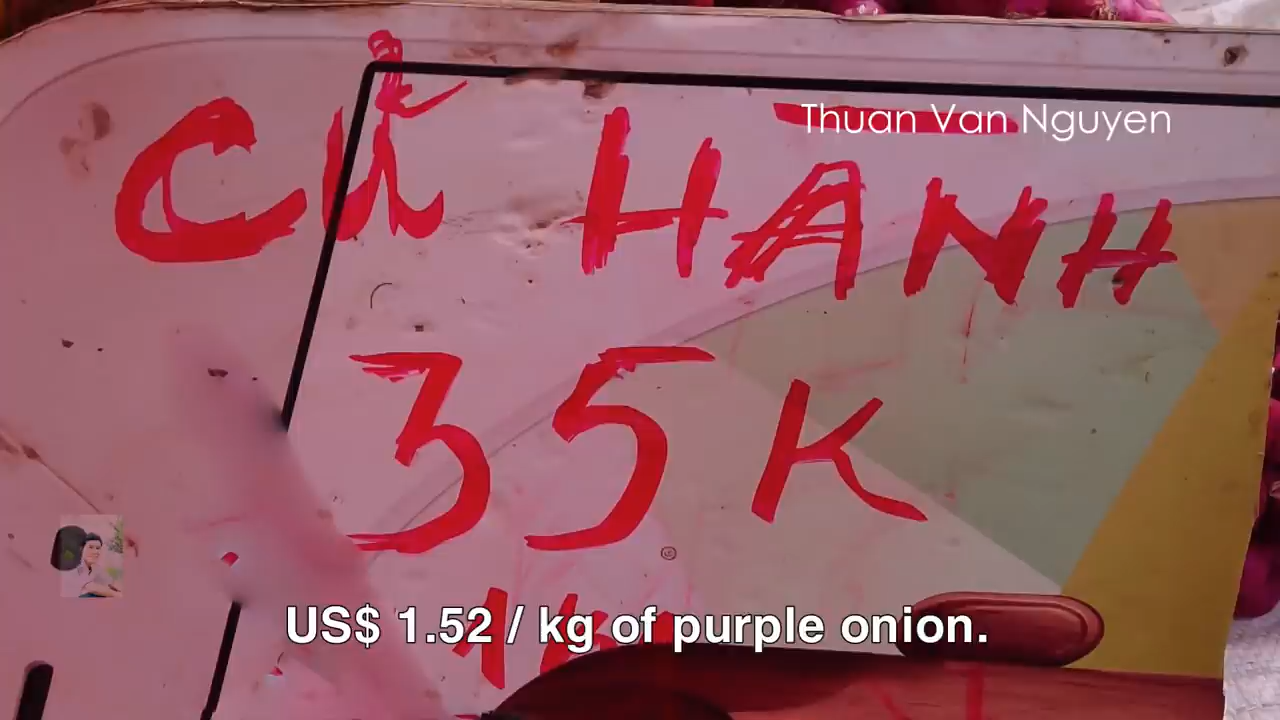 Thuan Van Nguyen
Củ HANH
35K
US$ 1.52 / kg of purple onion.